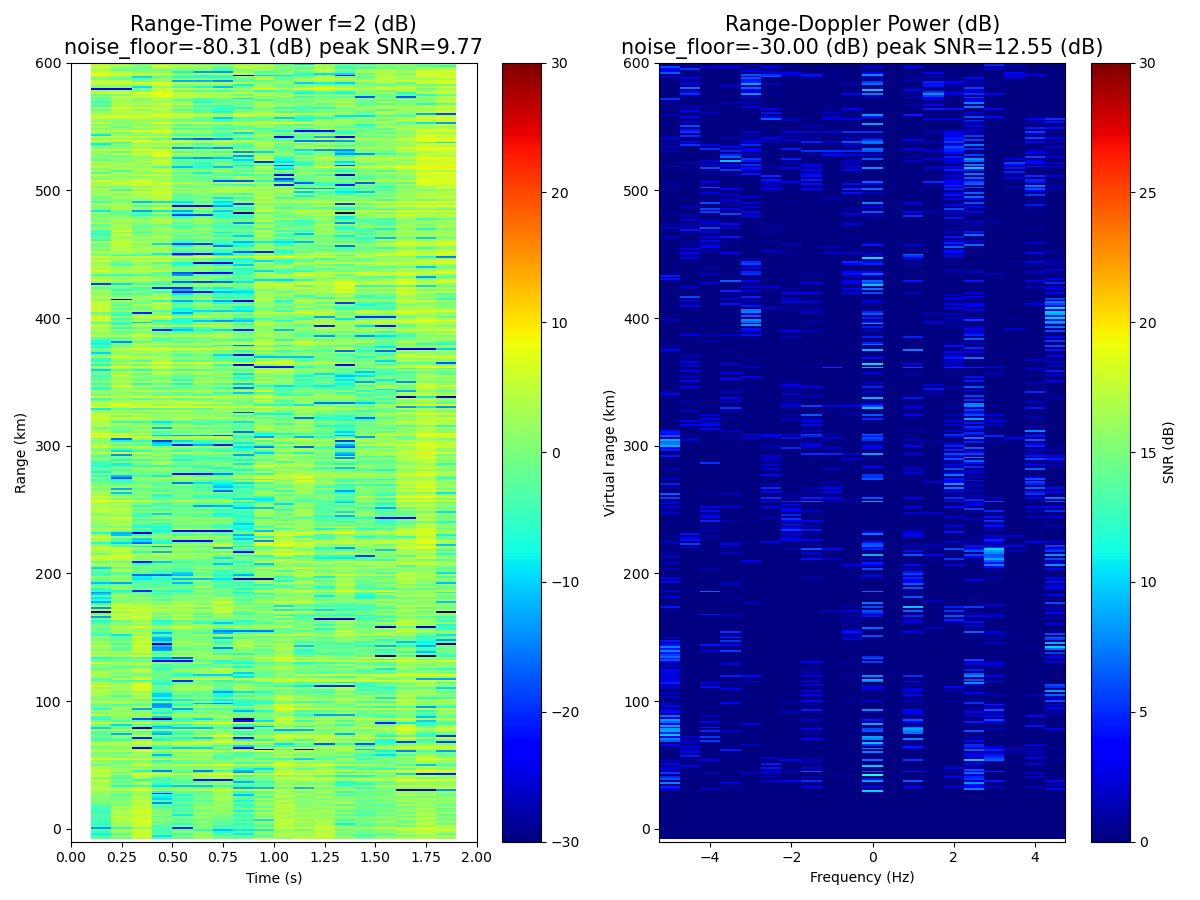 Range-Time Power f=2 (dB)
noise_floor=-80.31 (dB) peak SNR=9.77
600
500
400
300
200
100
0
Range (km)
0.00 0.25 0.50 0.75 1.00 1.25 1.50 1.75 2.00
Time (s)
30
20
10
0
−10
−20
−30
Range-Doppler Power (dB)
noise_floor=-30.00 (dB) peak SNR=12.55 (dB)
600
500
400
300
200
100
0
Virtual range (km)
−4 −2 0 2 4
Frequency (Hz)
30
25
20
15
10
5
0
SNR (dB)